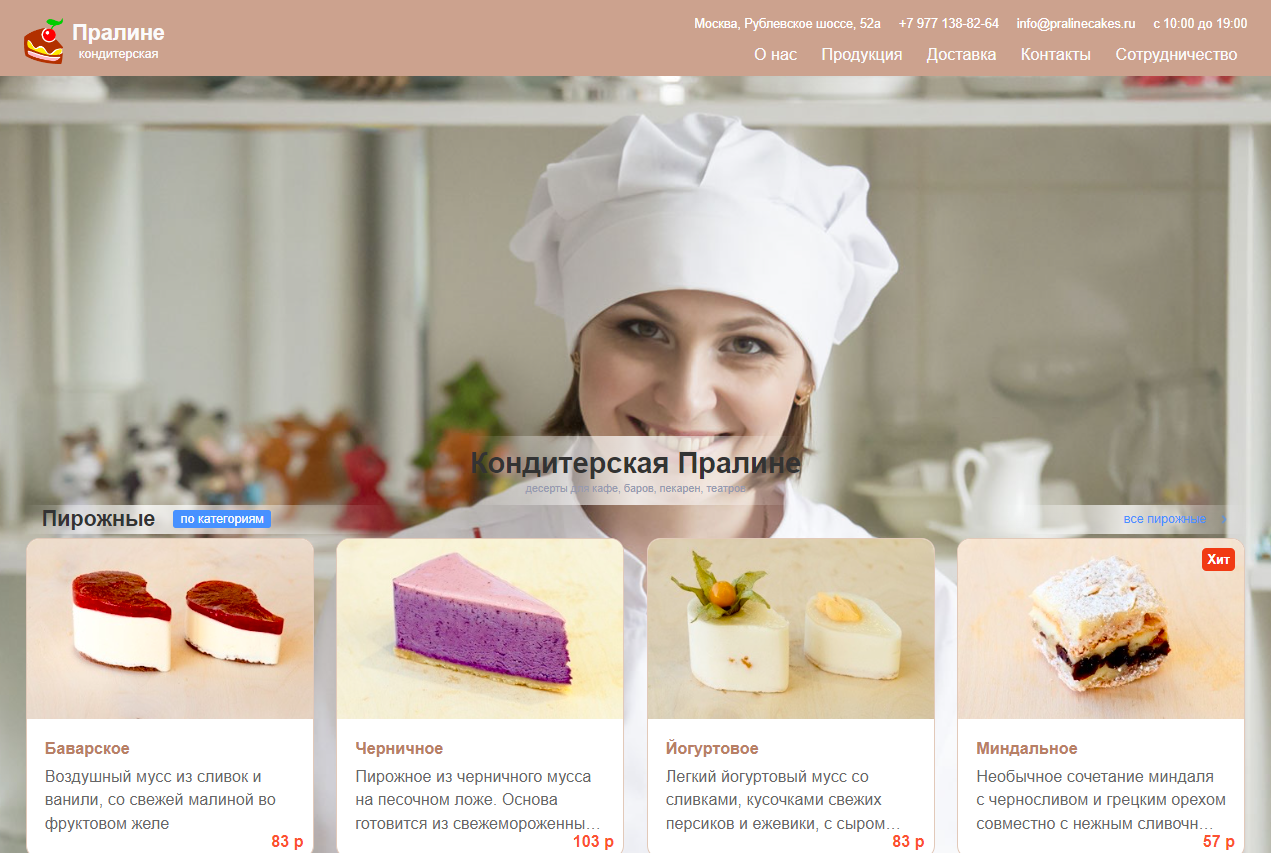 Пралине
кондитерская
Москва, Рублевское шоссе, 52а +7 977 138-82-64 info@pralinecakes.ru с 10:00 до 19:00
О нас Продукция Доставка Контакты Сотрудничество
Кондитерская Пралине
десерты для кафе, баров, пекарен, театров
Пирожные по категориям
все пирожные
Хит
Баварское
Воздушный мусс из сливок и
ванили, со свежей малиной во
фруктовом желе
83 р
Черничное
Пирожное из черничного мусса
на песочном ложе. Основа
готовится из свежемороженны...
103 р
Йогуртовое
Легкий йогуртовый мусс со
сливками, кусочками свежих
персиков и ежевики, с сыром...
83 р
Миндальное
Необычное сочетание миндаля
с черносливом и грецким орехом
совместно с нежным сливочн...
57 р